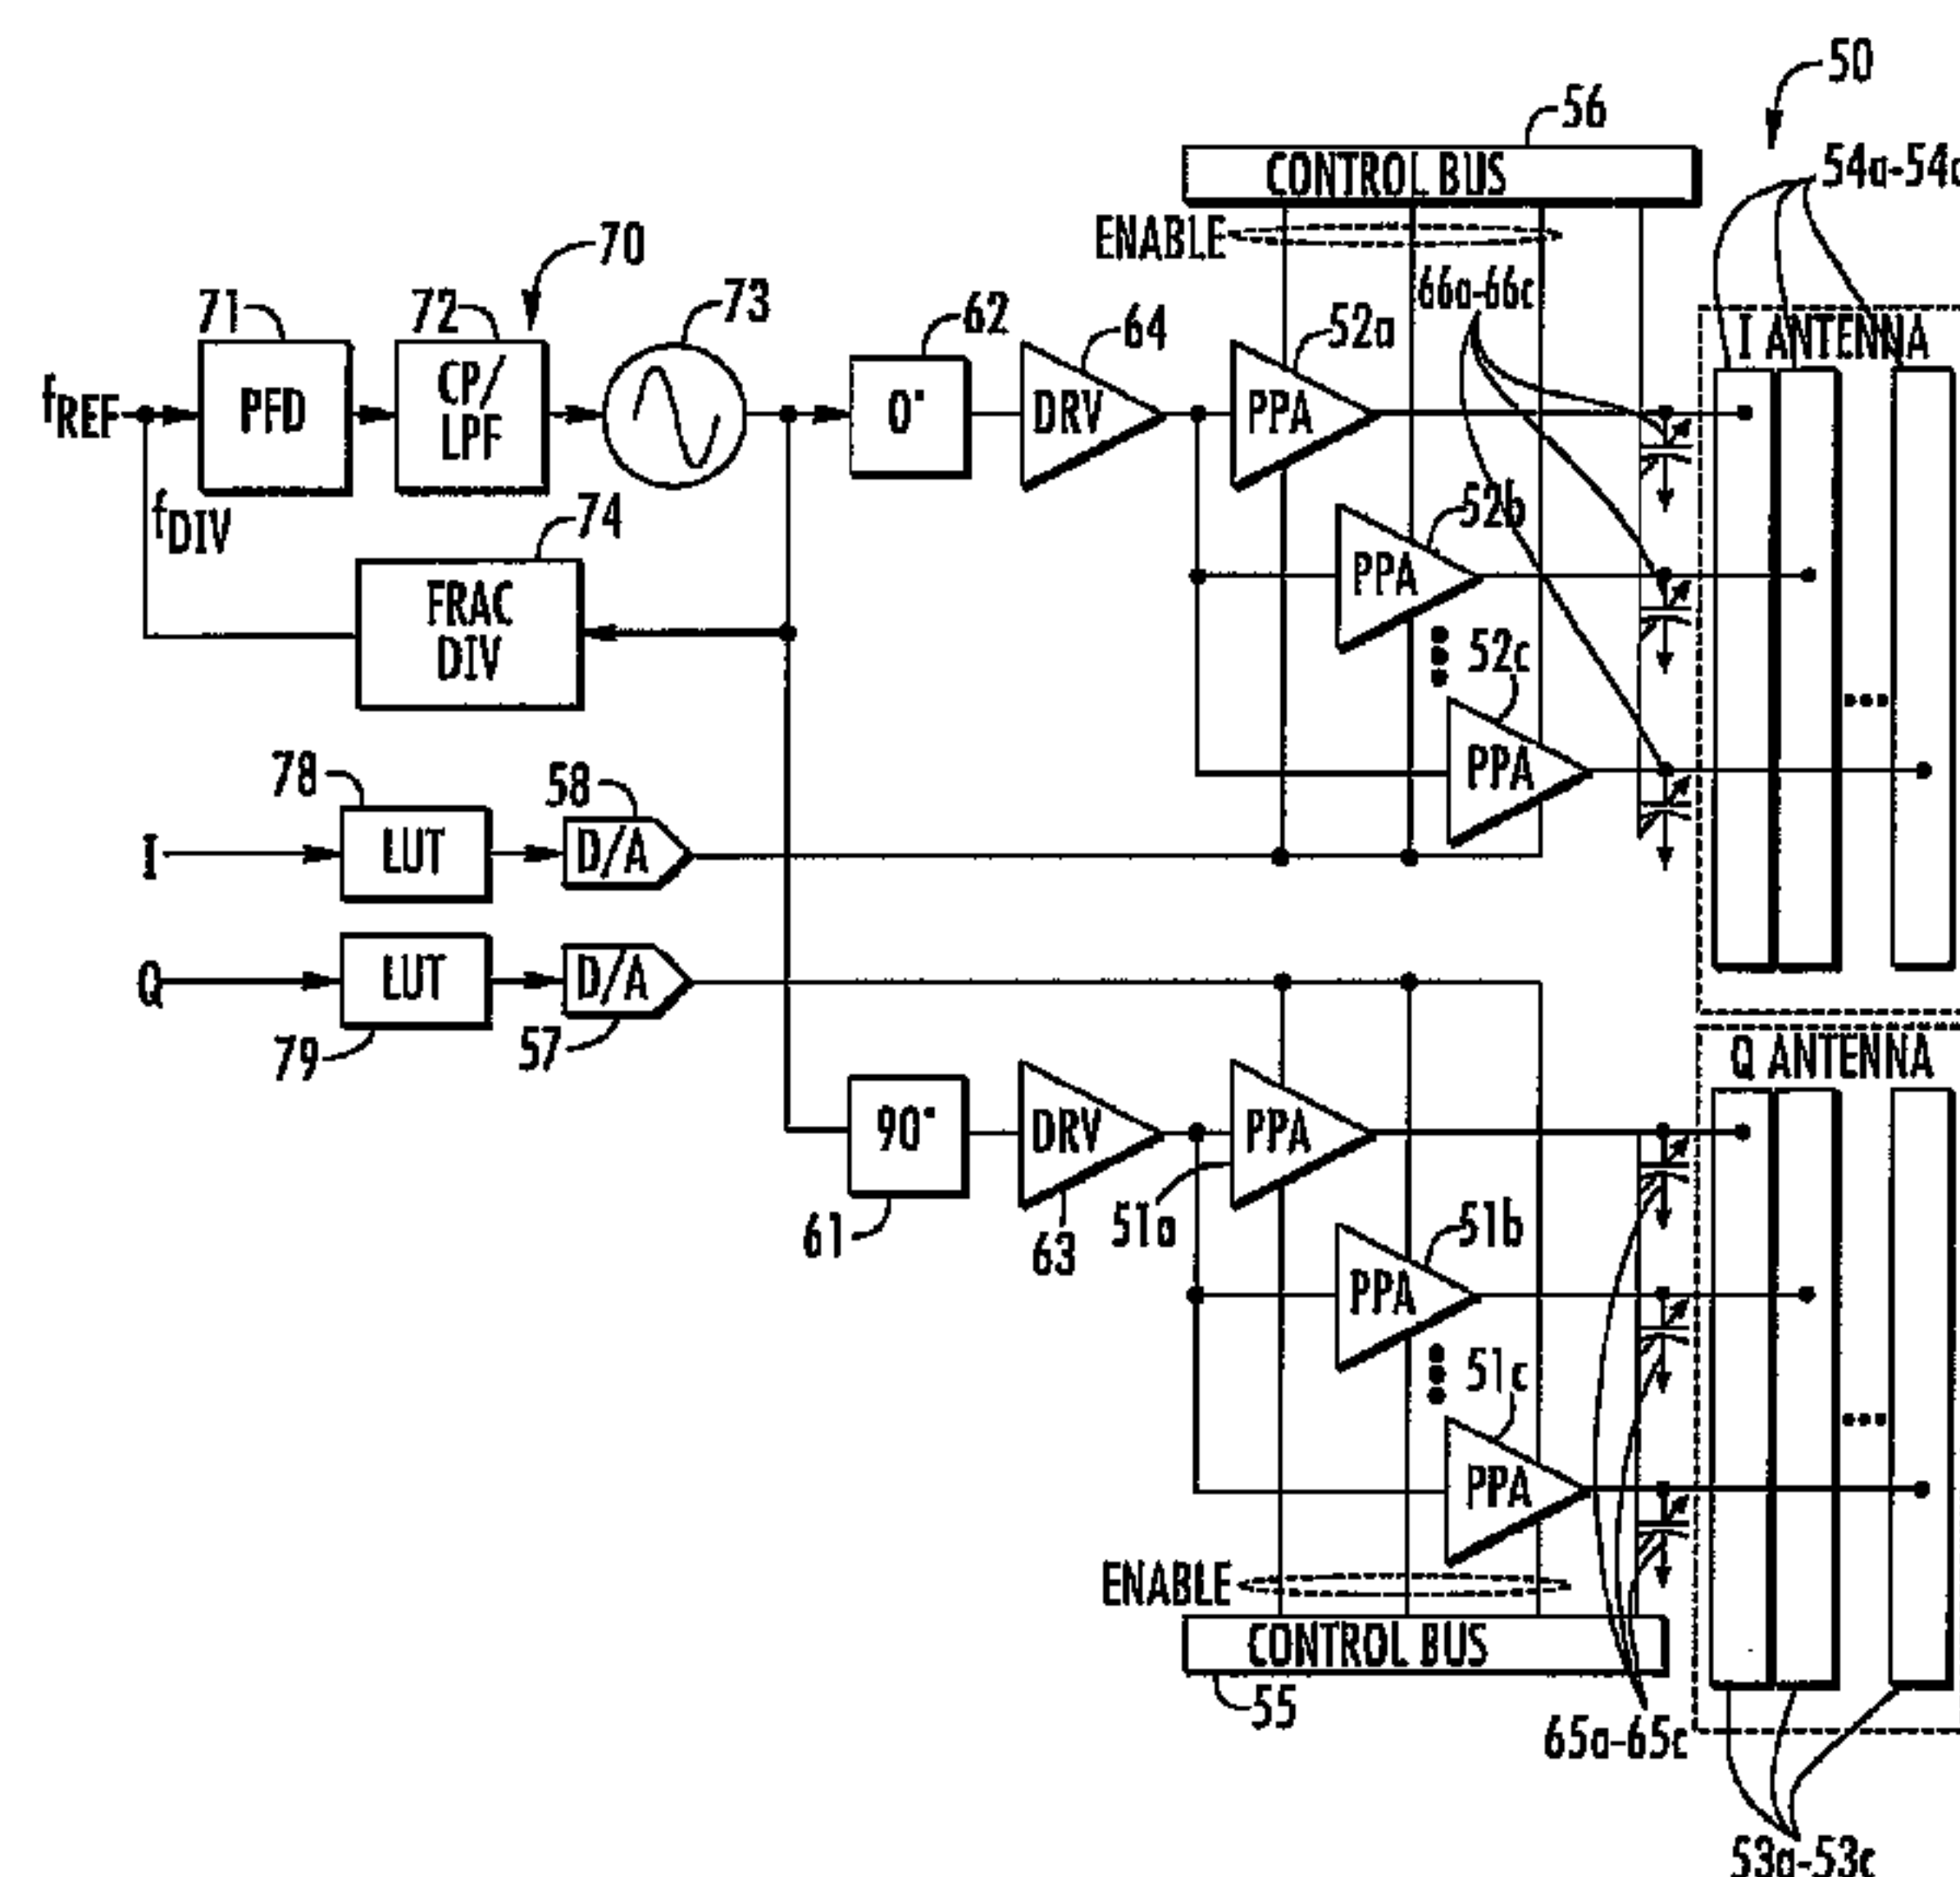 50
56
CONTROL BUS
54a-54c
ENABLE
70
66a-66c
71
72
73
62
64
52a
I ANTENNA
fREF
PFD
CP/
LPF
0°
DRV
PPA
fDIV
74
52b
FRAC
DIV
PPA
52c
PPA
78
58
I
LUT
D/A
Q
LUT
D/A
79
57
Q ANTENNA
90°
DRV
PPA
61
63
51a
51b
PPA
51c
PPA
ENABLE
CONTROL BUS
55
65a-65c
53a-53c